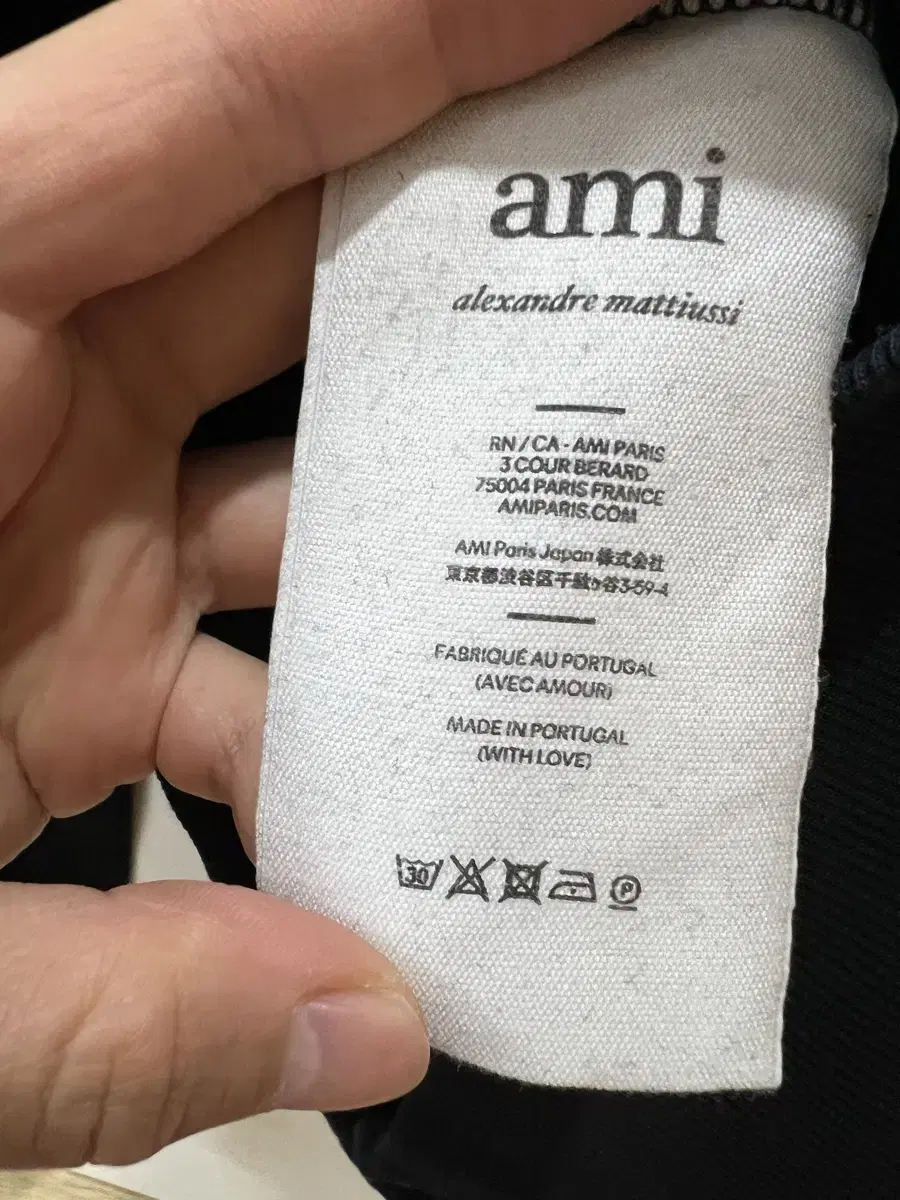 ami
alexandre mattiussi
RN / CA - AMI PARIS
3 COUR BERARD
75004 PARIS FRANCE
AMIPARIS.COM
AMI Paris Japan 株式会社
東京都渋谷区千駄ヶ谷3-59-4
FABRIQUÉ AU PORTUGAL
(AVEC AMOUR)
MADE IN PORTUGAL
(WITH LOVE)
30 P